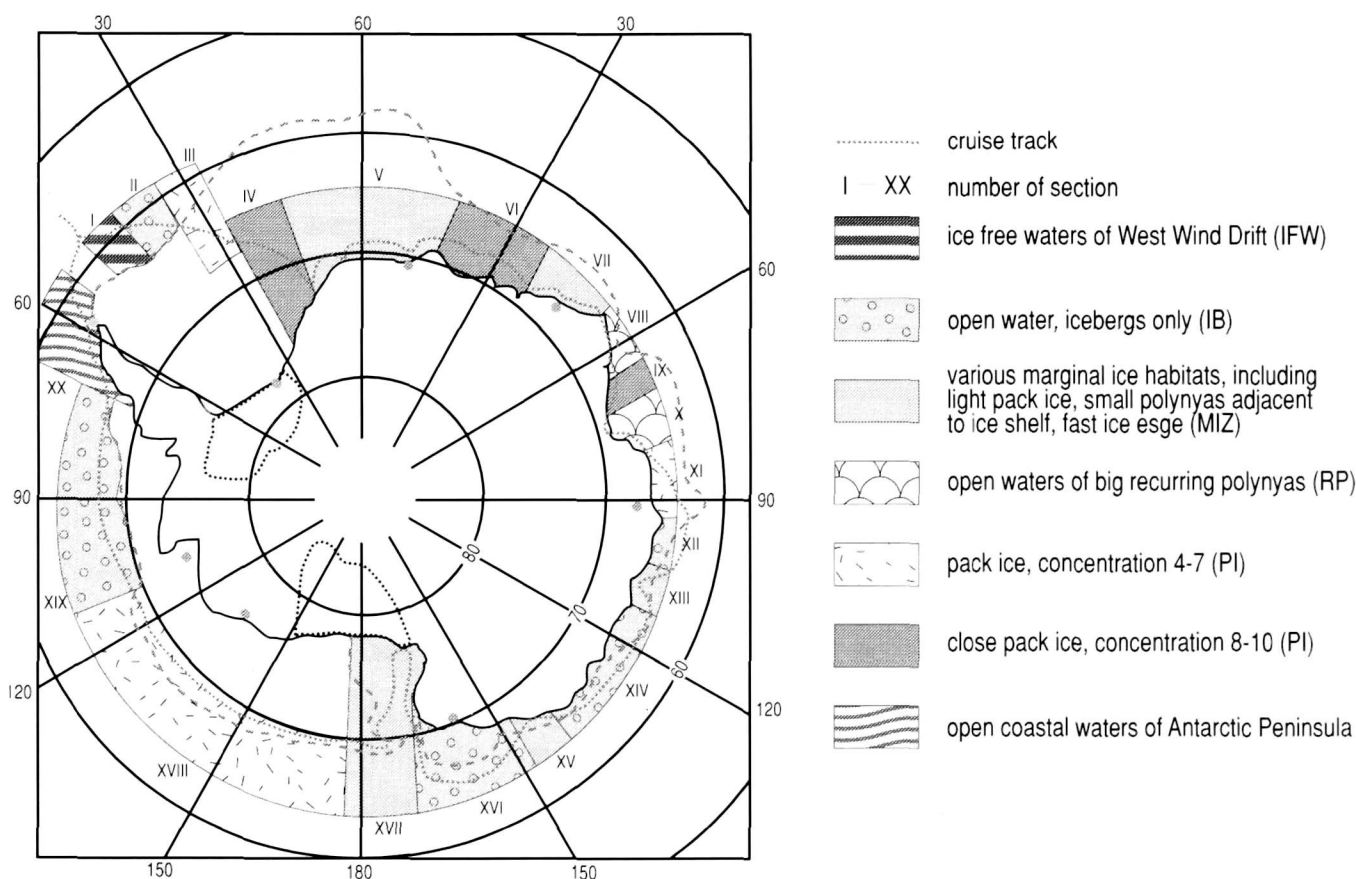 30
60
30
III
II
V
IV
I
VI
VII
60
60
VIII
IX
XX
X
XI
90
90
80
XII
XIII
70
XIX
60
XIV
120
120
XV
XVIII
XVI
XVII
150
180
150
cruise track
I – XX number of section
ice free waters of West Wind Drift (IFW)
open water, icebergs only (IB)
various marginal ice habitats, including
light pack ice, small polynyas adjacent
to ice shelf, fast ice esge (MIZ)
open waters of big recurring polynyas (RP)
pack ice, concentration 4-7 (PI)
close pack ice, concentration 8-10 (PI)
open coastal waters of Antarctic Peninsula